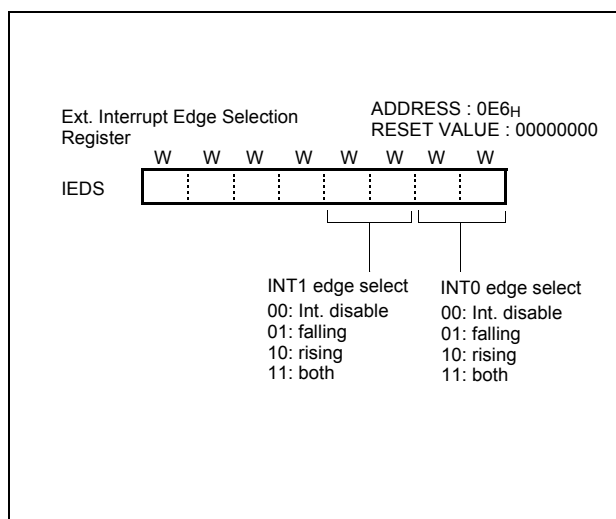 Ext. Interrupt Edge Selection
Register
ADDRESS : 0E6H
RESET VALUE : 00000000
W W W W W W W W
IEDS
INT1 edge select
00: Int. disable
01: falling
10: rising
11: both
INT0 edge select
00: Int. disable
01: falling
10: rising
11: both